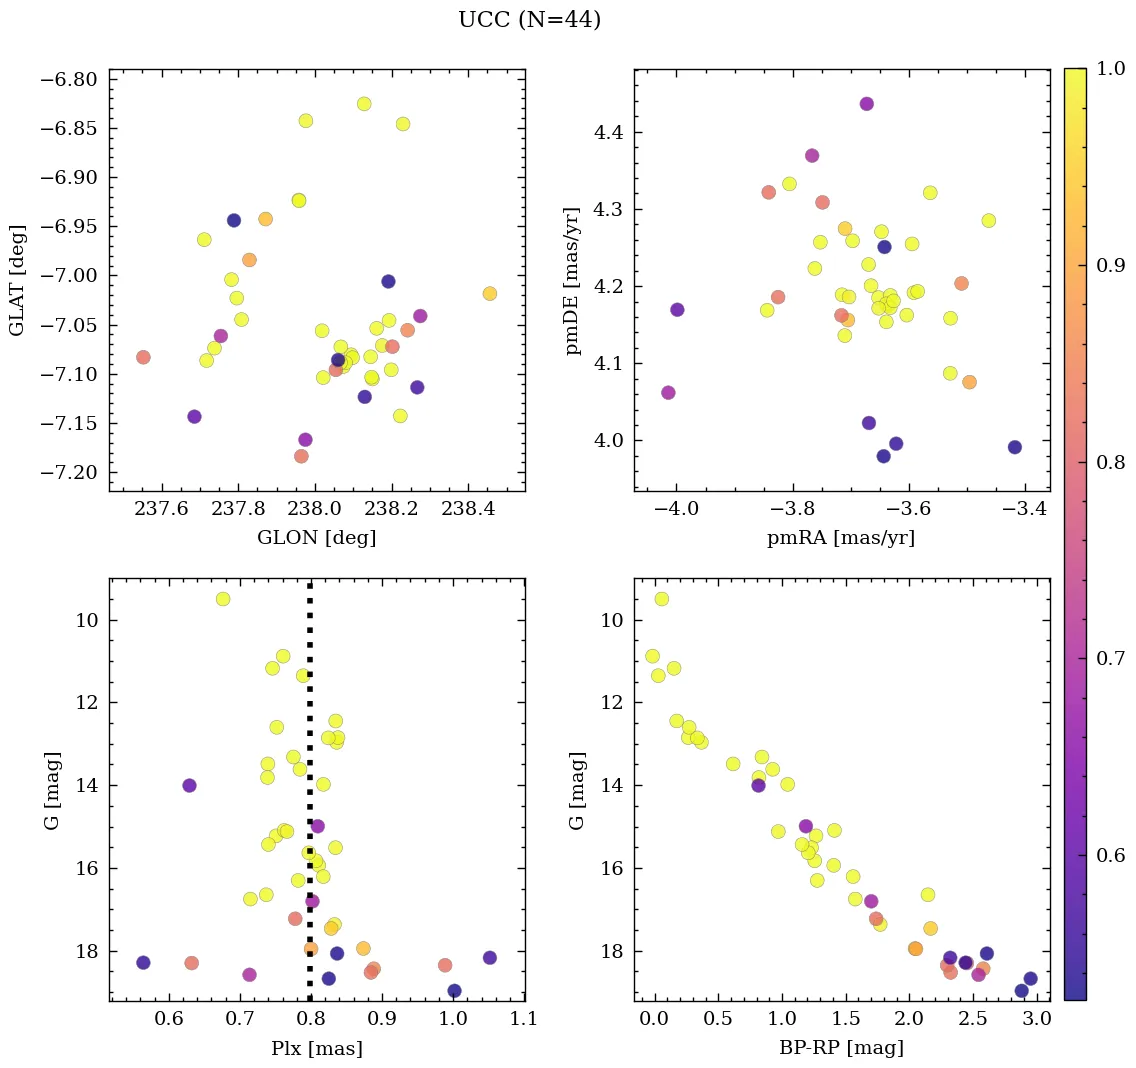 UCC (N=44)
−6.80
−6.85
−6.90
−6.95
−7.00
−7.05
−7.10
−7.15
−7.20
GLAT [deg]
237.6 237.8 238.0 238.2 238.4
GLON [deg]
4.4
4.3
4.2
4.1
4.0
pmDE [mas/yr]
−4.0 −3.8 −3.6 −3.4
pmRA [mas/yr]
10
12
14
16
18
G [mag]
0.6 0.7 0.8 0.9 1.0 1.1
Plx [mas]
10
12
14
16
18
G [mag]
0.0 0.5 1.0 1.5 2.0 2.5 3.0
BP-RP [mag]
1.0
0.9
0.8
0.7
0.6